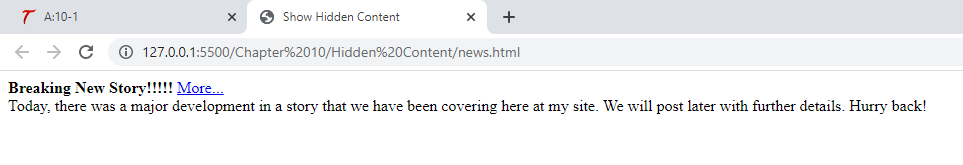 A:10-1
Show Hidden Content
127.0.0.1:5500/Chapter%2010/Hidden%20Content/news.html
Breaking New Story!!!!! More...
Today, there was a major development in a story that we have been covering here at my site. We will post later with further details. Hurry back!